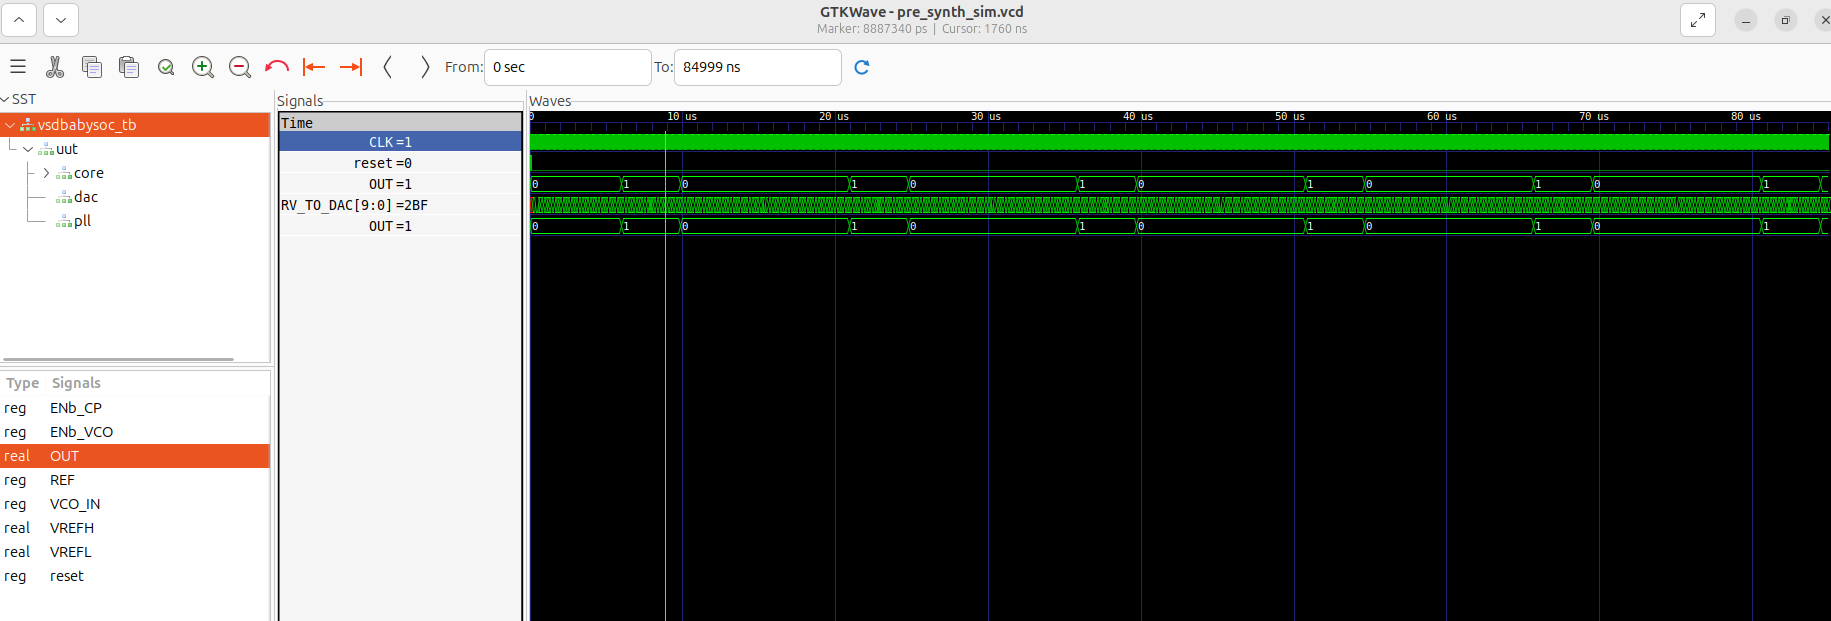 GTKWave - pre_synth_sim.vcd
Marker: 8887340 ps | Cursor: 1760 ns
From: 0 sec To: 84999 ns
SST
vsdbabysoc_tb
uut
core
dac
pll
Type Signals
reg ENb_CP
reg ENb_VCO
real OUT
reg REF
reg VCO_IN
real VREFH
real VREFL
reg reset
Signals
Time
CLK =1
reset =0
OUT =1
RV_TO_DAC[9:0] =2BF
OUT =1
Waves
0 10 us 20 us 30 us 40 us 50 us 60 us 70 us 80 us
0 1 0 1 0 1 0 1 0 1 0 1
0 1 0 1 0 1 0 1 0 1 0 1